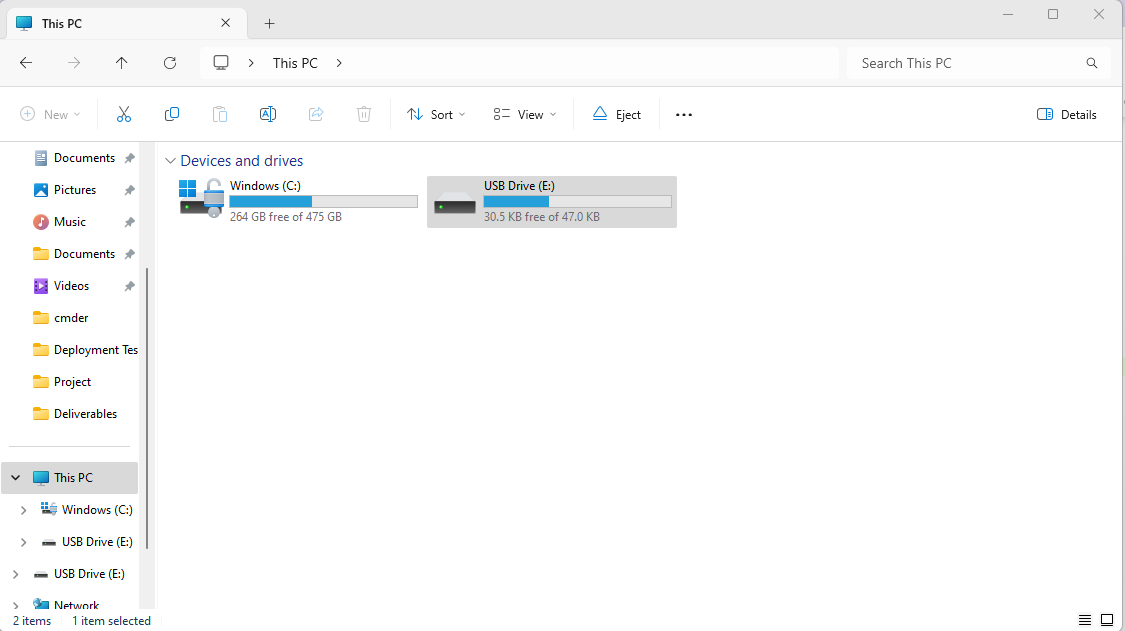 This PC
This PC
Search This PC
New
Sort
View
Eject
Details
Documents
Pictures
Music
Documents
Videos
cmder
Deployment Tes
Project
Deliverables
This PC
Windows (C:)
USB Drive (E:)
USB Drive (E:)
Network
Devices and drives
Windows (C:)
264 GB free of 475 GB
USB Drive (E:)
30.5 KB free of 47.0 KB
2 items 1 item selected